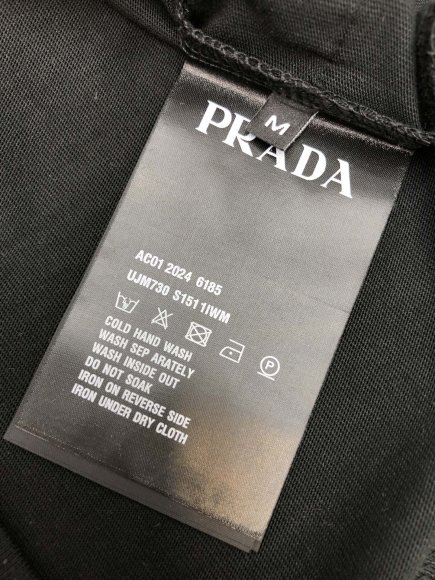 M
PRADA
AC01 2024 6185
UJM730 S151 1IWM
P
COLD HAND WASH
WASH SEP ARATELY
WASH INSIDE OUT
DO NOT SOAK
IRON ON REVERSE SIDE
IRON UNDER DRY CLOTH